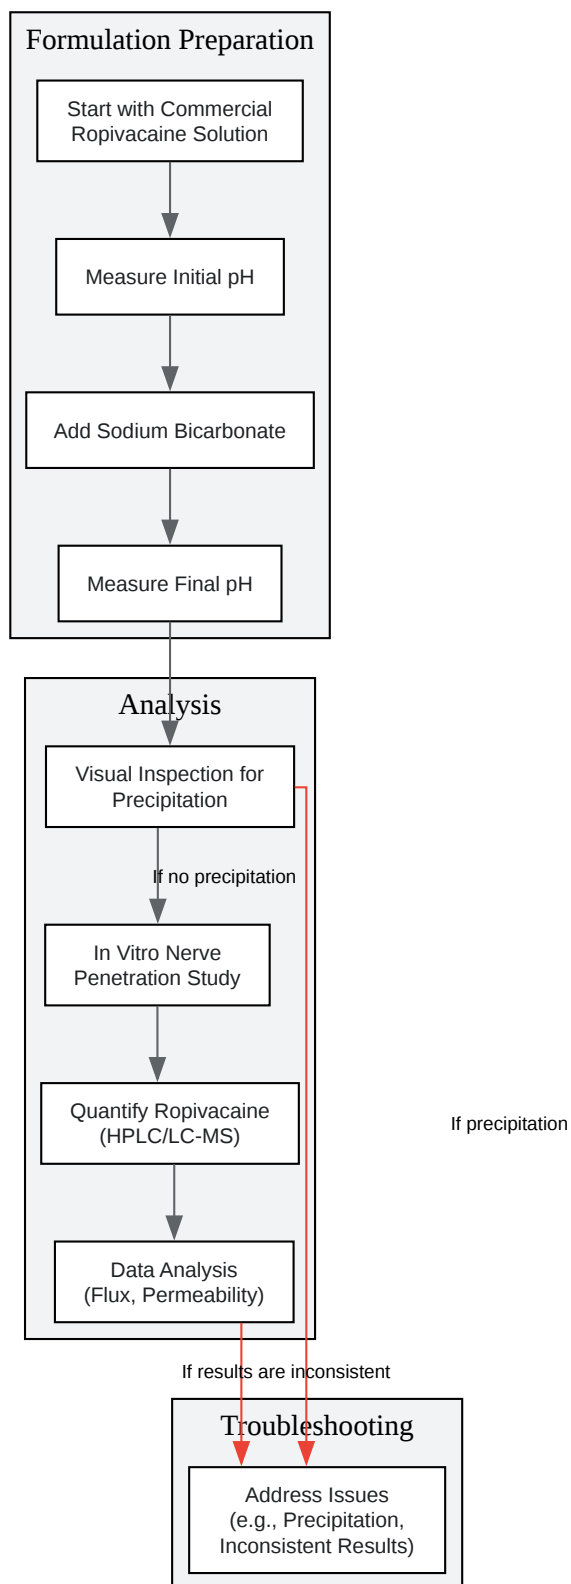 Formulation Preparation
Start with Commercial
Ropivacaine Solution
Measure Initial pH
Add Sodium Bicarbonate
Measure Final pH
Analysis
Visual Inspection for
Precipitation
If no precipitation
In Vitro Nerve
Penetration Study
Quantify Ropivacaine
(HPLC/LC-MS)
If precipitation
Data Analysis
(Flux, Permeability)
If results are inconsistent
Troubleshooting
Address Issues
(e.g., Precipitation,
Inconsistent Results)